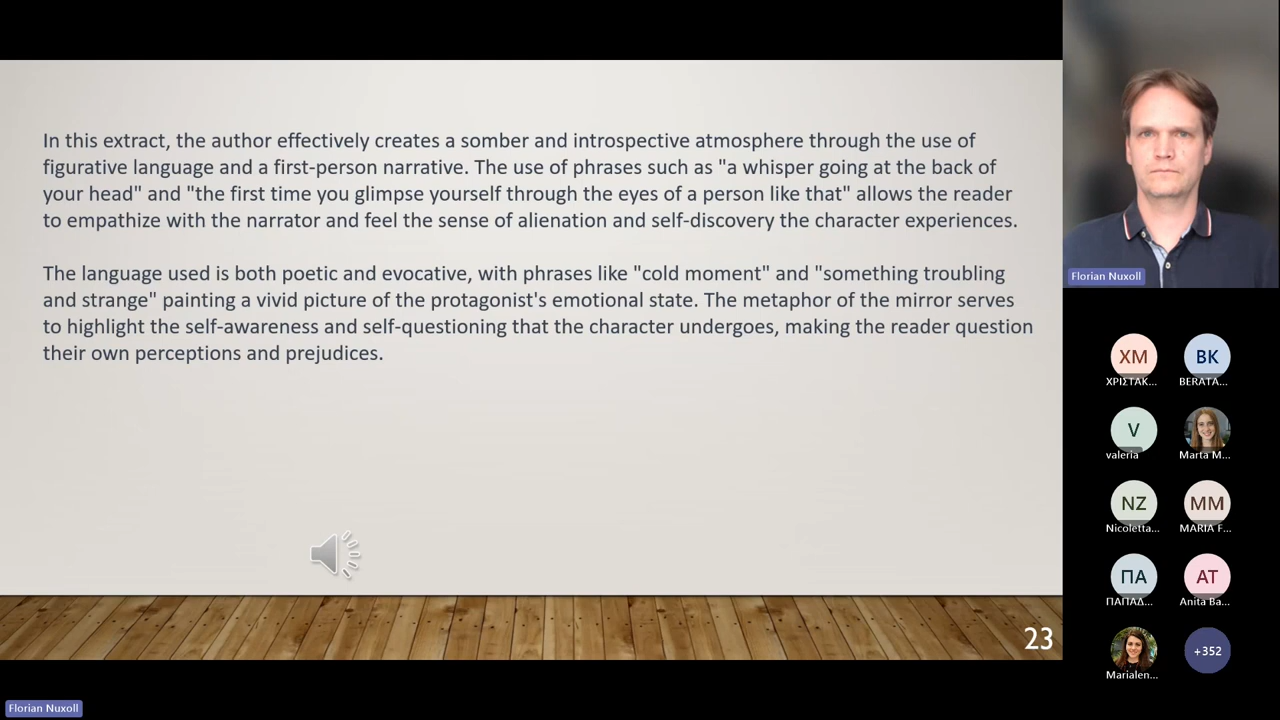 In this extract, the author effectively creates a somber and introspective atmosphere through the use of
figurative language and a first-person narrative. The use of phrases such as "a whisper going at the back of
your head" and "the first time you glimpse yourself through the eyes of a person like that" allows the reader
to empathize with the narrator and feel the sense of alienation and self-discovery the character experiences.
The language used is both poetic and evocative, with phrases like "cold moment" and "something troubling
and strange" painting a vivid picture of the protagonist's emotional state. The metaphor of the mirror serves
to highlight the self-awareness and self-questioning that the character undergoes, making the reader question
their own perceptions and prejudices.
23
Florian Nuxoll
Florian Nuxoll
ΧΜ BK
ΧΡΙΣΤΑΚ... BERATA...
V
valeria Marta M...
NZ MM
Nicoletta... MARIA F...
ΠΑ AT
ΠΑΠΑΔ... Anita Ba...
+352
Marialen...